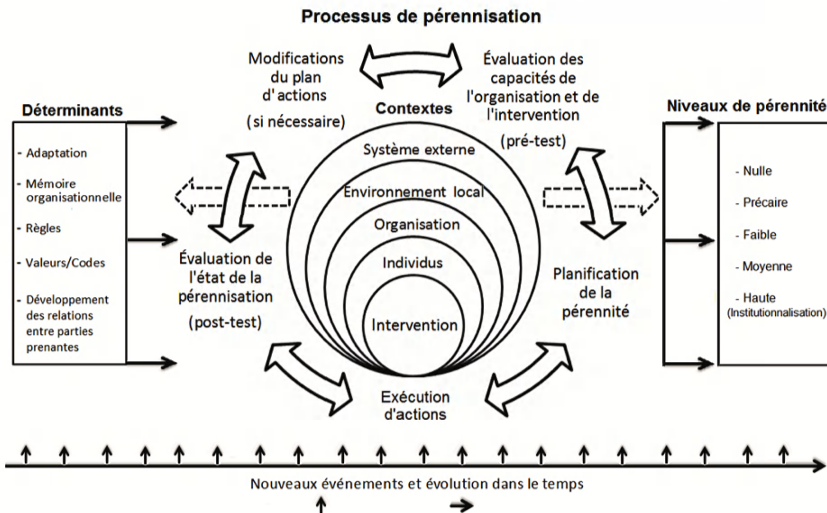 Processus de pérennisation
Modifications
du plan
d'actions
(si nécessaire)
Évaluation des
capacités de
l'organisation et de
l'intervention
(pré-test)
Déterminants
- Adaptation
- Mémoire
organisationnelle
- Règles
- Valeurs/Codes
- Développement
des relations
entre parties
prenantes
Contextes
Système externe
Environnement local
Organisation
Individus
Intervention
Niveaux de pérennité
- Nulle
- Précaire
- Faible
- Moyenne
- Haute
(Institutionnalisation)
Évaluation de
l'état de la
pérennisation
(post-test)
Planification
de la
pérennité
Exécution
d'actions
Nouveaux événements et évolution dans le temps